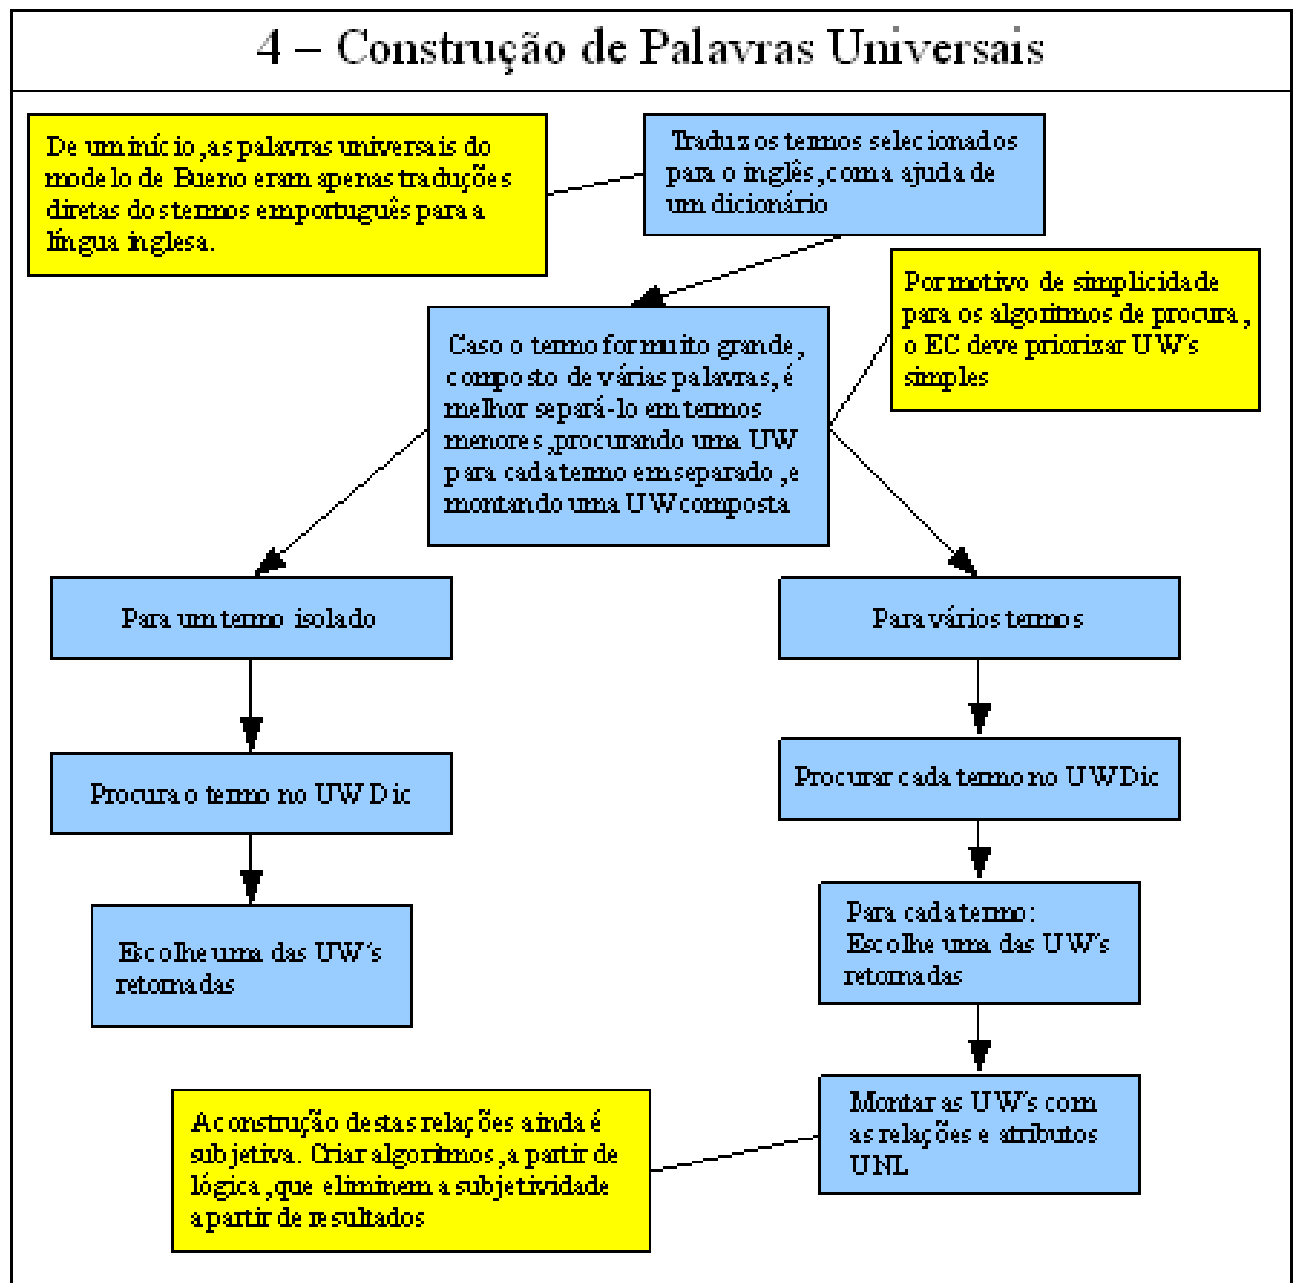 4 – Construção de Palavras Universais
De um início, as palavras universais do
modelo de Bueno eram apenas traduções
diretas dos termos em português para a
língua inglesa.
Traduz os termos selecionados
para o inglês, com a ajuda de
um dicionário
Por motivo de simplicidade
para os algoritmos de procura,
o EC deve priorizar UW´s
simples
Caso o termo for muito grande,
composto de várias palavras, é
melhor separá-lo em termos
menores, procurando uma UW
para cada termo em separado, e
montando uma UW composta
Para um termo isolado
Para vários termos
Procura o termo no UW Dic
Procurar cada termo no UW Dic
Escolhe uma das UW´s
retornadas
Para cada termo:
Escolhe uma das UW´s
retornadas
Montar as UW´s com
as relações e atributos
UNL
A construção destas relações ainda é
subjetiva. Criar algoritmos, a partir de
lógica, que eliminem a subjetividade
a partir de resultados